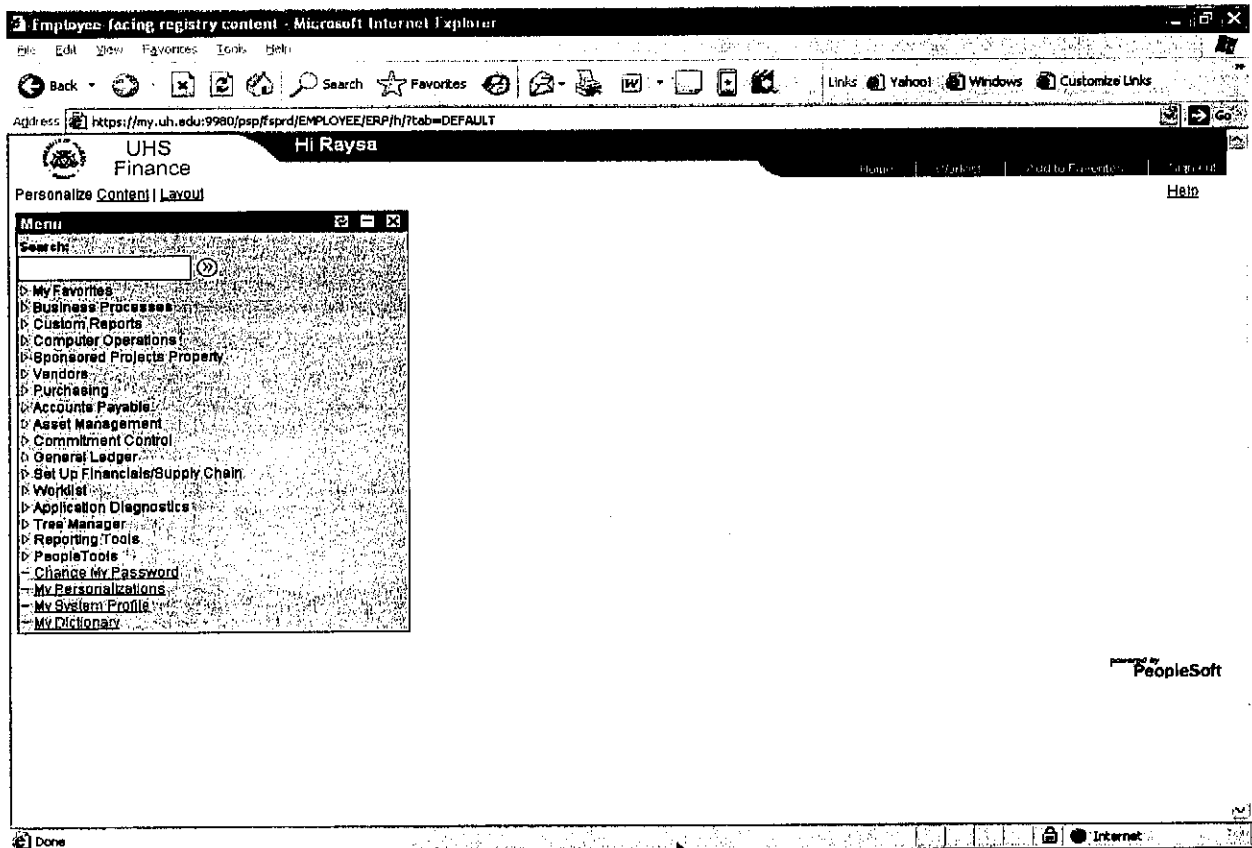 Employee-facing registry content - Microsoft Internet Explorer
File Edit View Favorites Tools Help
Back Search Favorites Links Yahoo! Windows Customize Links
Address https://my.uh.edu:9980/psp/fsprd/EMPLOYEE/ERP/h/?tab=DEFAULT Go
UHS Finance
Hi Raysa
Home Worklist Add to Favorites Sign out
Personalize Content | Layout Help
Menu
Search:
My Favorites
Business Processes
Custom Reports
Computer Operations
Sponsored Projects Property
Vendors
Purchasing
Accounts Payable
Asset Management
Commitment Control
General Ledger
Set Up Financials/Supply Chain
Worklist
Application Diagnostics
Tree Manager
Reporting Tools
PeopleTools
Change My Password
My Personalizations
My System Profile
My Dictionary
powered by
PeopleSoft
Done Internet